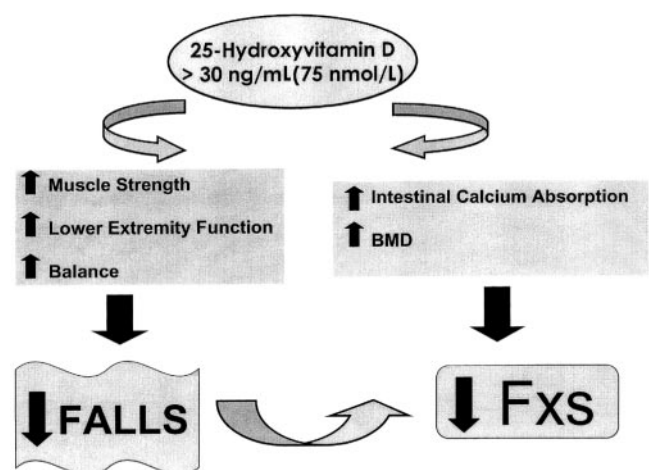 25-Hydroxyvitamin D
> 30 ng/mL(75 nmol/L)
Muscle Strength
Lower Extremity Function
Balance
Intestinal Calcium Absorption
BMD
FALLS
Fxs